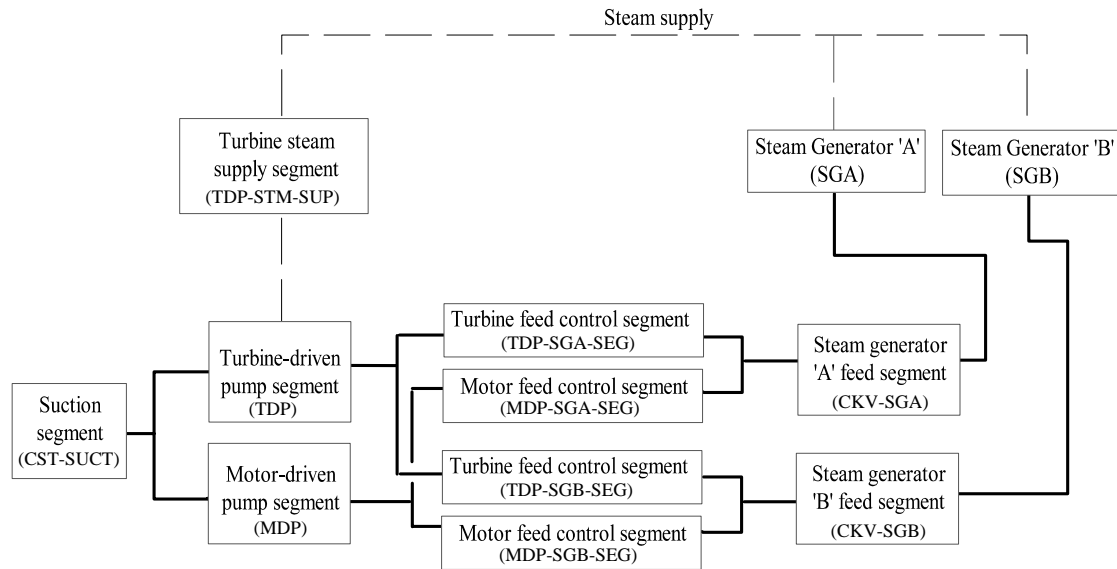 Steam supply
Turbine steam
supply segment
(TDP-STM-SUP)
Steam Generator 'A'
(SGA)
Steam Generator 'B'
(SGB)
Suction
segment
(CST-SUCT)
Turbine-driven
pump segment
(TDP)
Motor-driven
pump segment
(MDP)
Turbine feed control segment
(TDP-SGA-SEG)
Motor feed control segment
(MDP-SGA-SEG)
Turbine feed control segment
(TDP-SGB-SEG)
Motor feed control segment
(MDP-SGB-SEG)
Steam generator
'A' feed segment
(CKV-SGA)
Steam generator
'B' feed segment
(CKV-SGB)